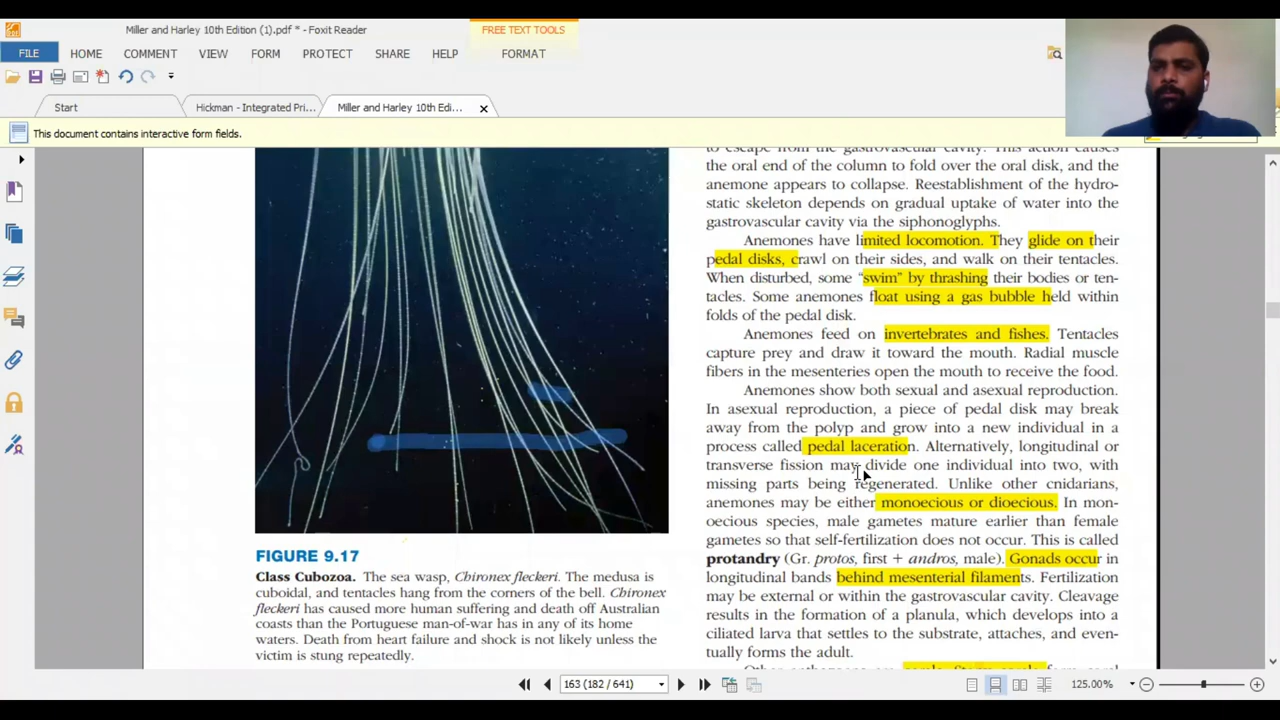 Miller and Harley 10th Edition (1).pdf * - Foxit Reader
FREE TEXT TOOLS
FILE HOME COMMENT VIEW FORM PROTECT SHARE HELP FORMAT
Start Hickman - Integrated Pri... Miller and Harley 10th Edi...
This document contains interactive form fields.
FIGURE 9.17
Class Cubozoa. The sea wasp, Chironex fleckeri. The medusa is
cuboidal, and tentacles hang from the corners of the bell. Chironex
fleckeri has caused more human suffering and death off Australian
coasts than the Portuguese man-of-war has in any of its home
waters. Death from heart failure and shock is not likely unless the
victim is stung repeatedly.
to escape from the gastrovascular cavity. This action causes
the oral end of the column to fold over the oral disk, and the
anemone appears to collapse. Reestablishment of the hydro-
static skeleton depends on gradual uptake of water into the
gastrovascular cavity via the siphonoglyphs.
Anemones have limited locomotion. They glide on their
pedal disks, crawl on their sides, and walk on their tentacles.
When disturbed, some “swim” by thrashing their bodies or ten-
tacles. Some anemones float using a gas bubble held within
folds of the pedal disk.
Anemones feed on invertebrates and fishes. Tentacles
capture prey and draw it toward the mouth. Radial muscle
fibers in the mesenteries open the mouth to receive the food.
Anemones show both sexual and asexual reproduction.
In asexual reproduction, a piece of pedal disk may break
away from the polyp and grow into a new individual in a
process called pedal laceration. Alternatively, longitudinal or
transverse fission may divide one individual into two, with
missing parts being regenerated. Unlike other cnidarians,
anemones may be either monoecious or dioecious. In mon-
oecious species, male gametes mature earlier than female
gametes so that self-fertilization does not occur. This is called
protandry (Gr. protos, first + andros, male). Gonads occur in
longitudinal bands behind mesenterial filaments. Fertilization
may be external or within the gastrovascular cavity. Cleavage
results in the formation of a planula, which develops into a
ciliated larva that settles to the substrate, attaches, and even-
tually forms the adult.
163 (182 / 641) 125.00%